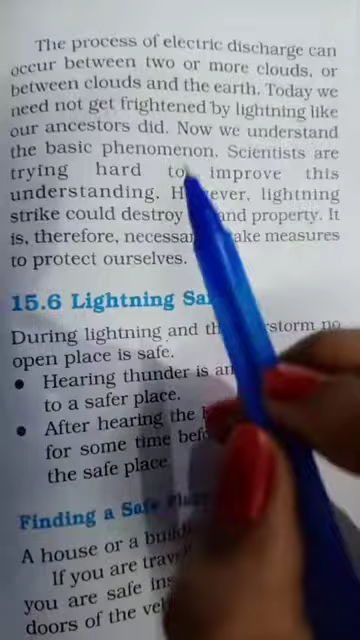 The process of electric discharge can
occur between two or more clouds, or
between clouds and the earth. Today we
need not get frightened by lightning like
our ancestors did. Now we understand
the basic phenomenon. Scientists are
trying hard to improve this
understanding. However, lightning
strike could destroy and property. It
is, therefore, necessary take measures
to protect ourselves.
15.6 Lightning
During lightning and no
open place is safe.
● Hearing thunder is an
to a safer place.
● After hearing the
for some time
the safe place
Finding a Safe
A house or a
If you are
you are safe
doors of the